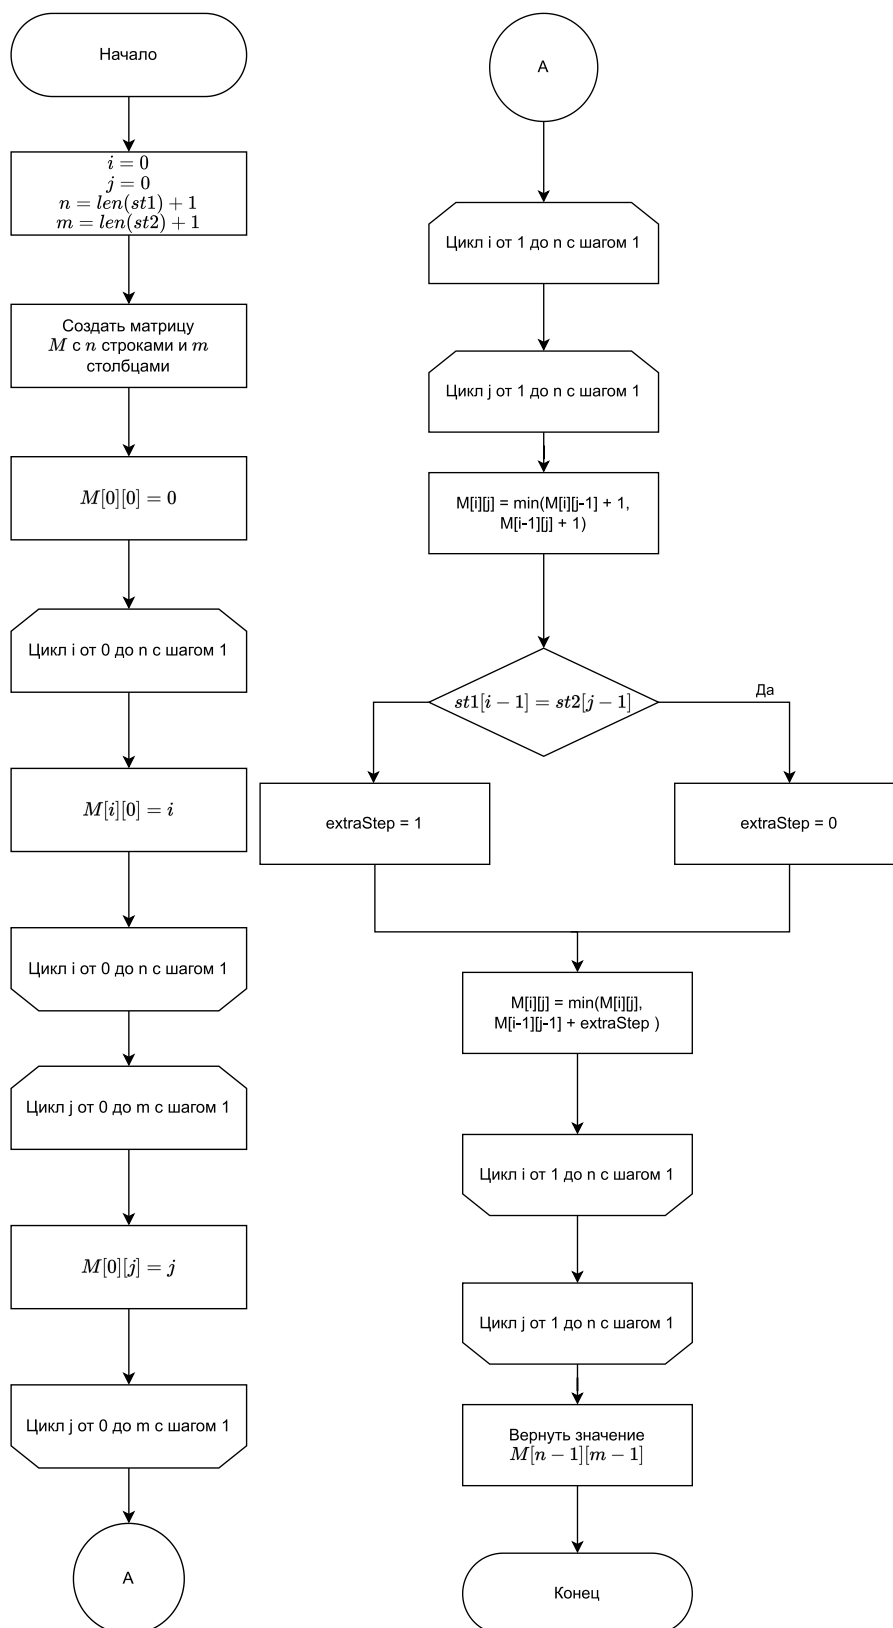 Начало
i = 0
j = 0
n = len(st1) + 1
m = len(st2) + 1
Создать матрицу
M с n строками и m
столбцами
M[0][0] = 0
Цикл i от 0 до n с шагом 1
M[i][0] = i
Цикл i от 0 до n с шагом 1
Цикл j от 0 до m с шагом 1
M[0][j] = j
Цикл j от 0 до m с шагом 1
А
А
Цикл i от 1 до n с шагом 1
Цикл j от 1 до n с шагом 1
M[i][j] = min(M[i][j-1] + 1,
M[i-1][j] + 1)
st1[i − 1] = st2[j − 1]
Да
extraStep = 1
extraStep = 0
M[i][j] = min(M[i][j],
M[i-1][j-1] + extraStep )
Цикл i от 1 до n с шагом 1
Цикл j от 1 до n с шагом 1
Вернуть значение
M[n − 1][m − 1]
Конец